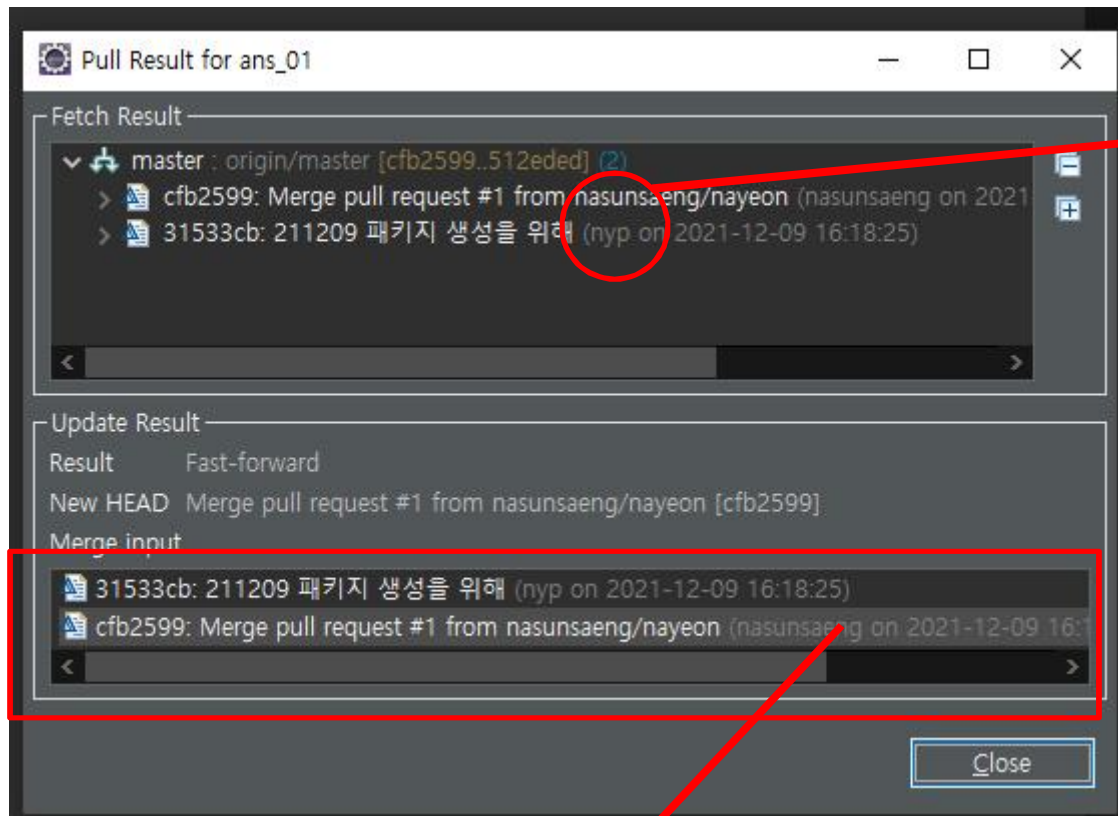 Pull Result for ans_01
Fetch Result
master : origin/master [cfb2599..512eded] (2)
cfb2599: Merge pull request #1 from nasunsaeng/nayeon (nasunsaeng on 2021
31533cb: 211209 패키지 생성을 위해 (nyp on 2021-12-09 16:18:25)
Update Result
Result Fast-forward
New HEAD Merge pull request #1 from nasunsaeng/nayeon [cfb2599]
Merge input
31533cb: 211209 패키지 생성을 위해 (nyp on 2021-12-09 16:18:25)
cfb2599: Merge pull request #1 from nasunsaeng/nayeon (nasunsaeng on 2021-12-09 16:1
Close